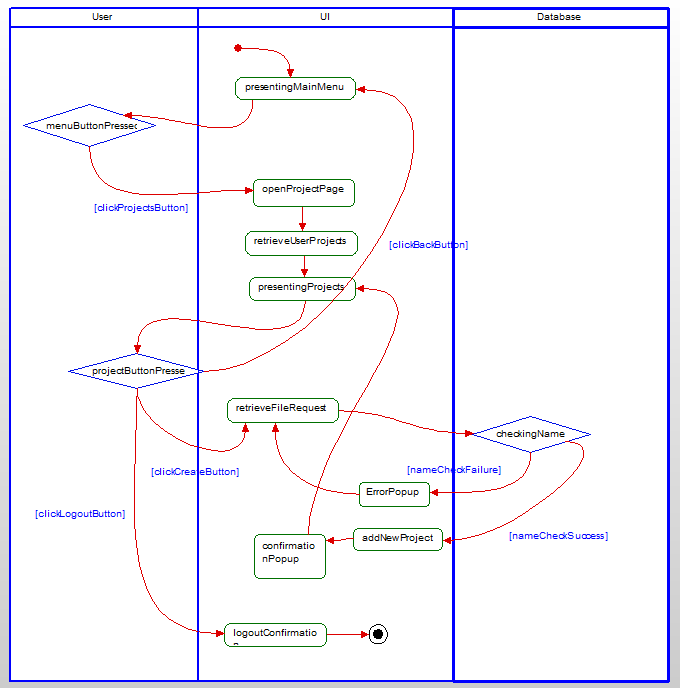 User
UI
Database
presentingMainMenu
menuButtonPressed
openProjectPage
[clickProjectsButton]
retrieveUserProjects
[clickBackButton]
presentingProjects
projectButtonPresse
retrieveFileRequest
checkingName
[clickCreateButton]
[nameCheckFailure]
ErrorPopup
[clickLogoutButton]
addNewProject
[nameCheckSuccess]
confirmatio
nPopup
logoutConfirmatio
n